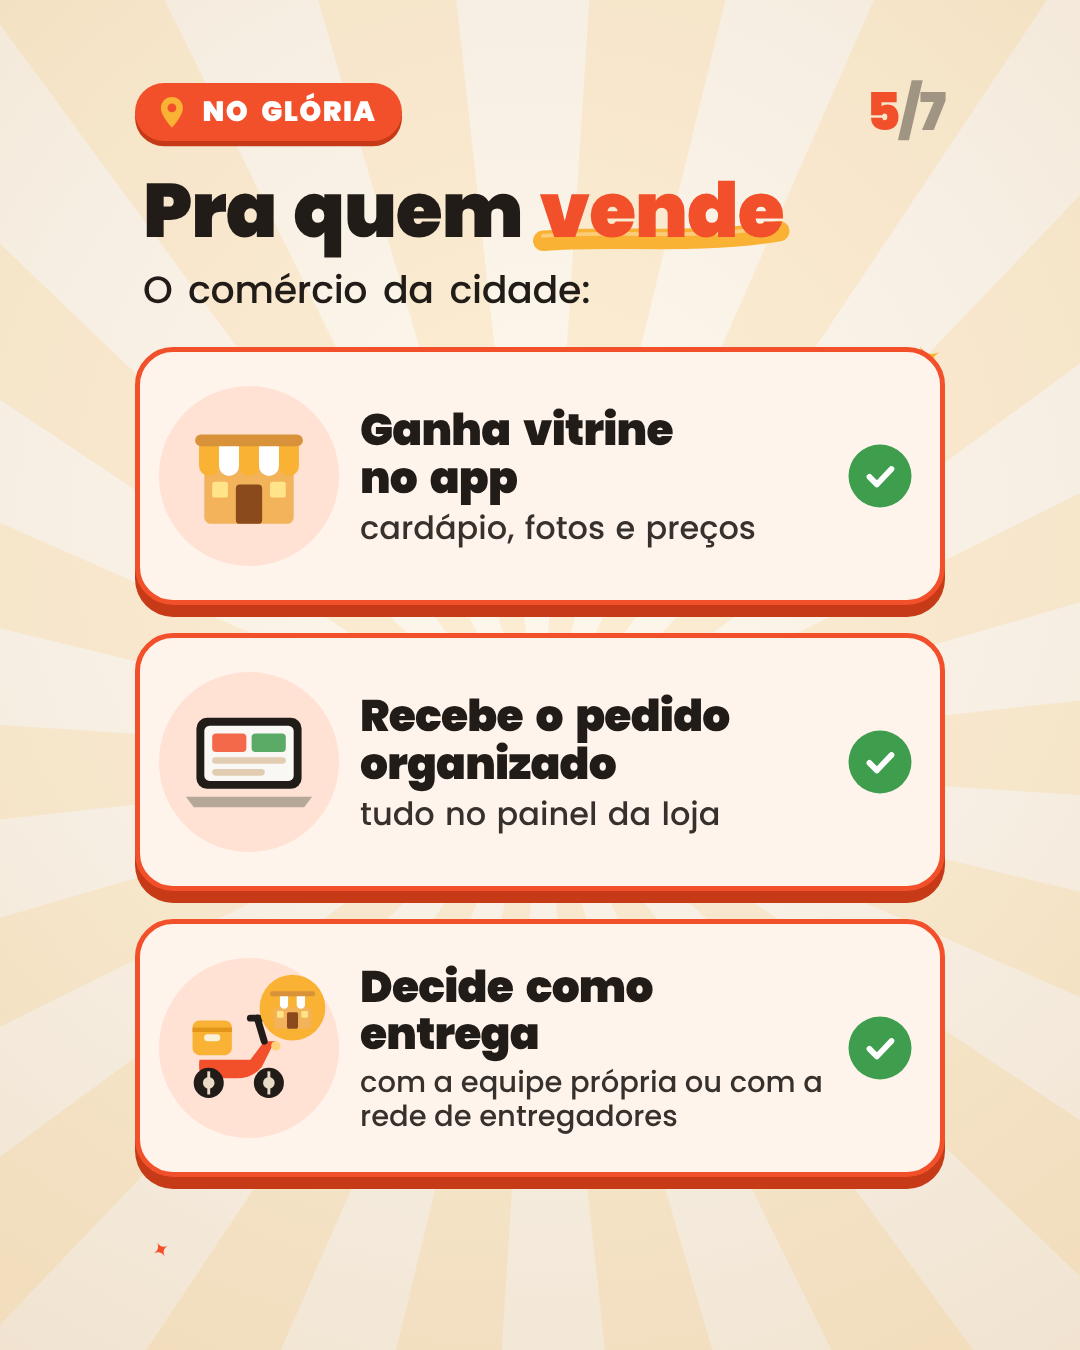 NO GLÓRIA
5/7
Pra quem vende
O comércio da cidade:
Ganha vitrine
no app
cardápio, fotos e preços
Recebe o pedido
organizado
tudo no painel da loja
Decide como
entrega
com a equipe própria ou com a
rede de entregadores